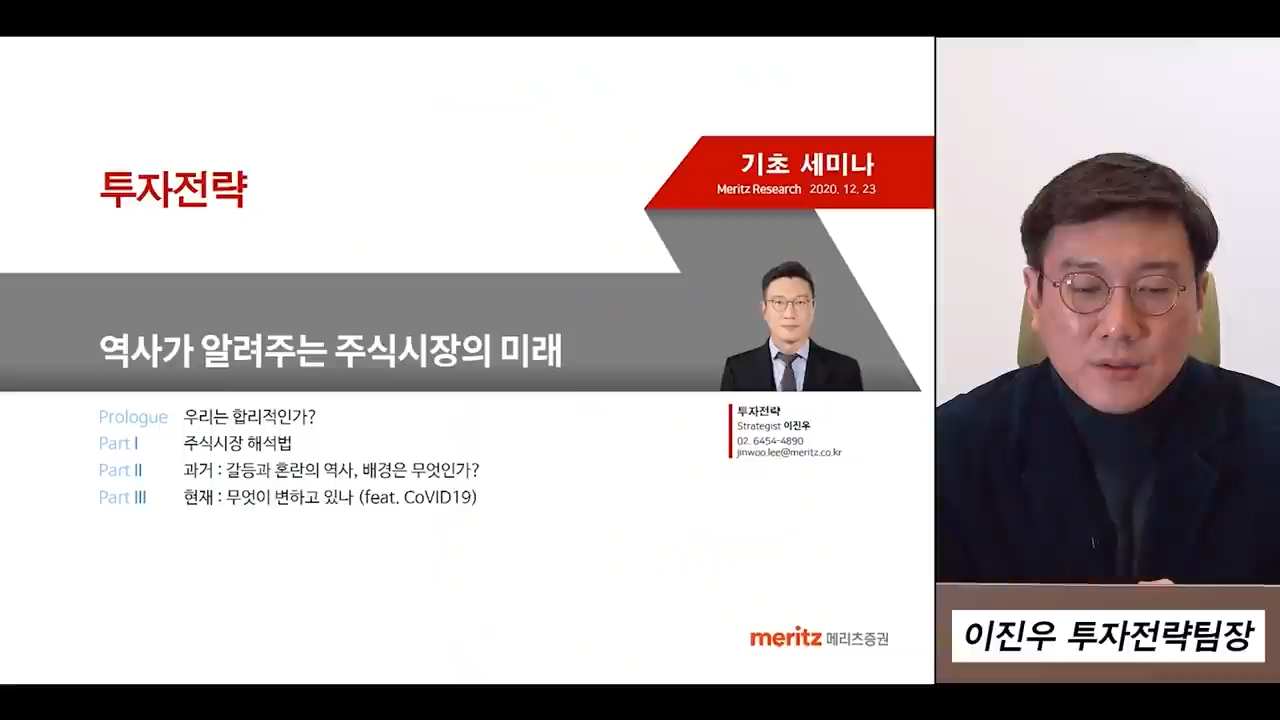 투자전략
기초 세미나
Meritz Research 2020. 12. 23
역사가 알려주는 주식시장의 미래
Prologue 우리는 합리적인가?
Part I 주식시장 해석법
Part II 과거 : 갈등과 혼란의 역사, 배경은 무엇인가?
Part III 현재 : 무엇이 변하고 있나 (feat. CoVID19)
투자전략
Strategist 이진우
02. 6454-4890
jinwoo.lee@meritz.co.kr
meritz 메리츠증권
이진우 투자전략팀장